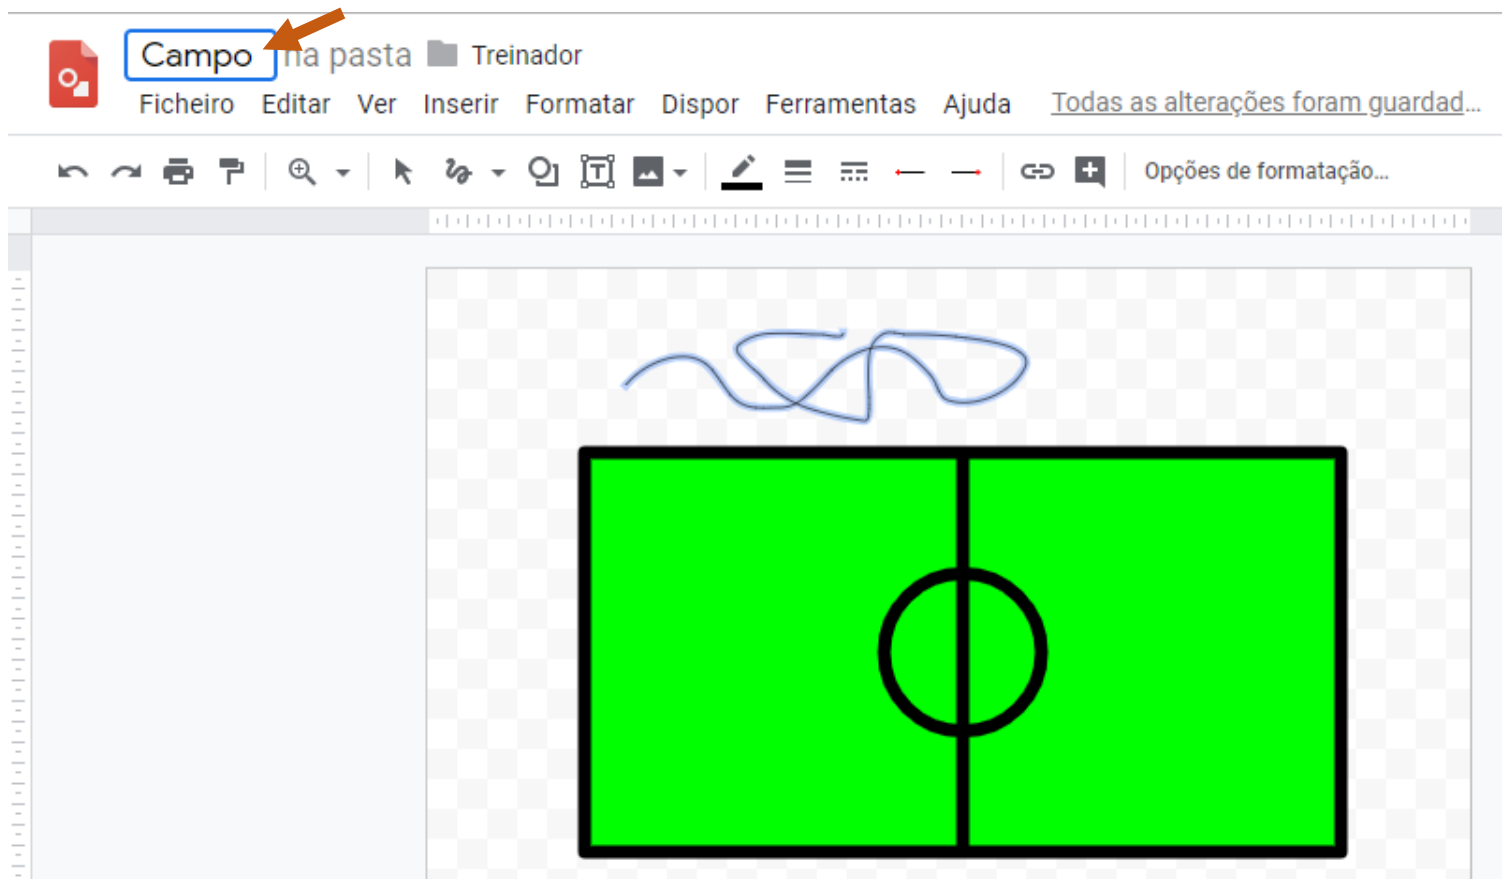 Campo na pasta Treinador
Ficheiro Editar Ver Inserir Formatar Dispor Ferramentas Ajuda Todas as alterações foram guardad...
Opções de formatação...